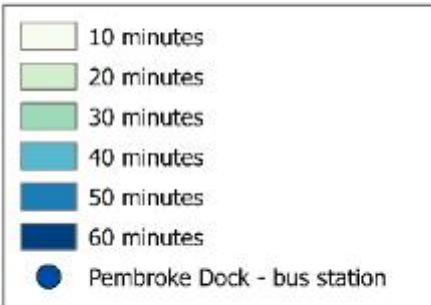 10 minutes
20 minutes
30 minutes
40 minutes
50 minutes
60 minutes
Pembroke Dock - bus station